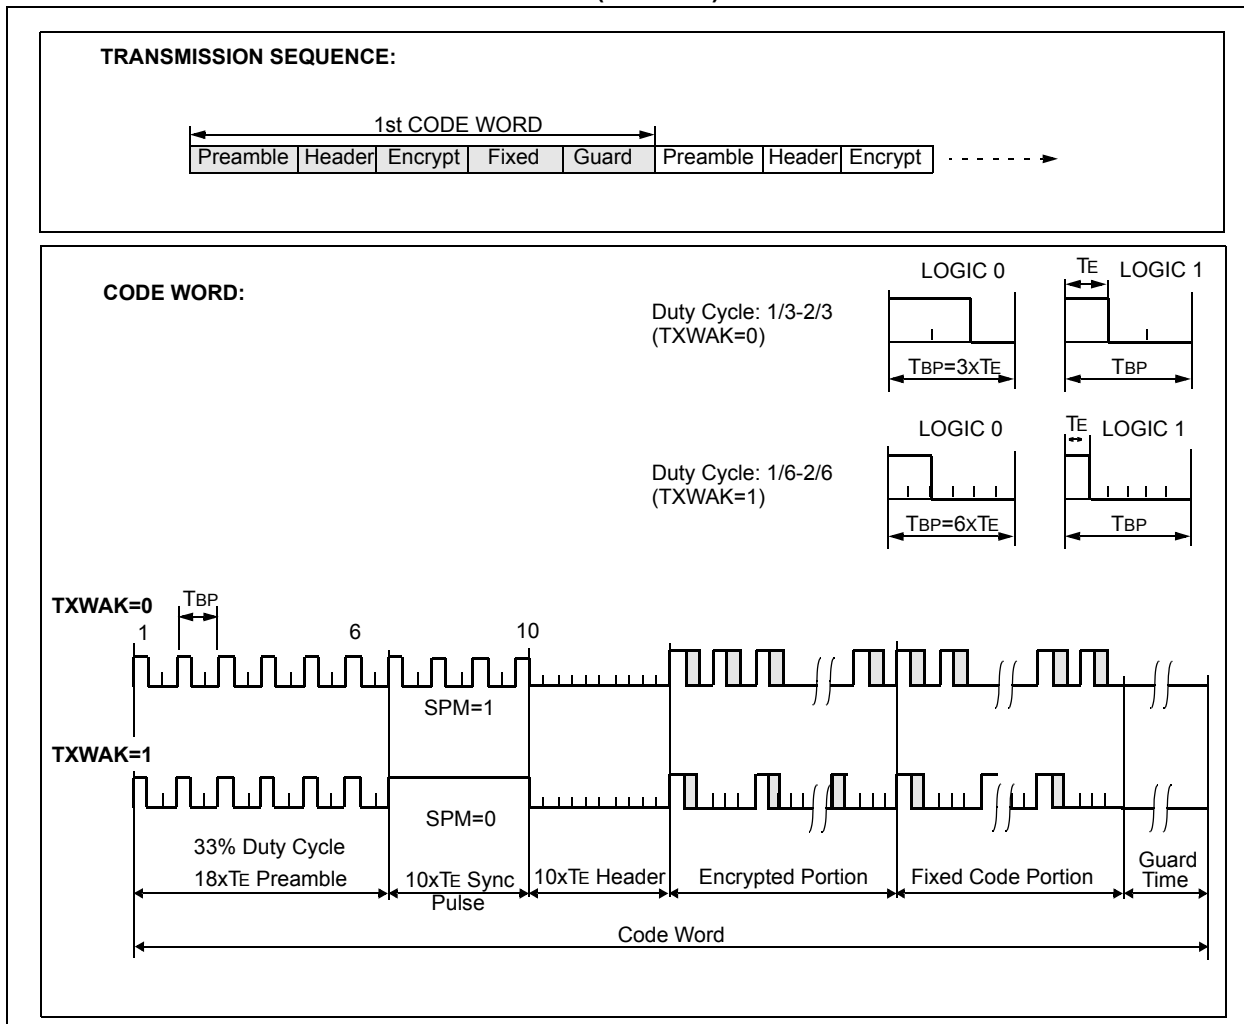 TRANSMISSION SEQUENCE:
1st CODE WORD
Preamble Header Encrypt Fixed Guard Preamble Header Encrypt
CODE WORD:
LOGIC 0 TE LOGIC 1
Duty Cycle: 1/3-2/3
(TXWAK=0)
TBP=3XTE TBP
LOGIC 0 TE LOGIC 1
Duty Cycle: 1/6-2/6
(TXWAK=1)
TBP=6XTE TBP
TXWAK=0 TBP
1 6 10
SPM=1
TXWAK=1
SPM=0
33% Duty Cycle
18xTE Preamble
10xTE Sync
Pulse
10xTE Header
Encrypted Portion
Fixed Code Portion
Guard
Time
Code Word